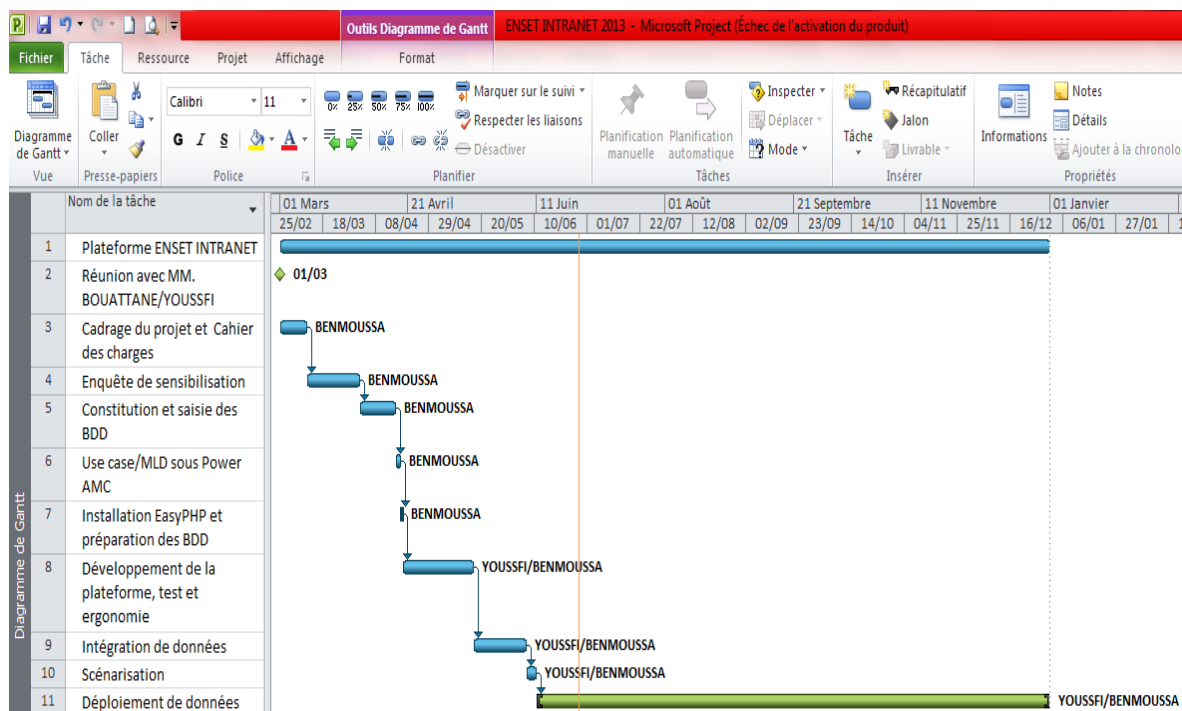 Outils Diagramme de Gantt
ENSET INTRANET 2013 - Microsoft Project (Échec de l'activation du produit)
Fichier Tâche Ressource Projet Affichage Format
Calibri 11
0% 25% 50% 75% 100%
Marquer sur le suivi
Respecter les liaisons
Désactiver
G I S A
Diagramme de Gantt
Coller
Planification manuelle
Planification automatique
Inspecter
Déplacer
Mode
Tâche
Récapitulatif
Jalon
Livrable
Informations
Notes
Détails
Ajouter à la chronolo
Vue Presse-papiers Police Planifier Tâches Insérer Propriétés
Nom de la tâche
01 Mars 21 Avril 11 Juin 01 Août 21 Septembre 11 Novembre 01 Janvier
25/02 18/03 08/04 29/04 20/05 10/06 01/07 22/07 12/08 02/09 23/09 14/10 04/11 25/11 16/12 06/01 27/01 1
1 Plateforme ENSET INTRANET
2 Réunion avec MM.
BOUATTANE/YOUSSFI
01/03
3 Cadrage du projet et Cahier
des charges
BENMOUSSA
4 Enquête de sensibilisation
BENMOUSSA
5 Constitution et saisie des
BDD
BENMOUSSA
6 Use case/MLD sous Power
AMC
BENMOUSSA
7 Installation EasyPHP et
préparation des BDD
BENMOUSSA
8 Développement de la
plateforme, test et
ergonomie
YOUSSFI/BENMOUSSA
9 Intégration de données
YOUSSFI/BENMOUSSA
10 Scénarisation
YOUSSFI/BENMOUSSA
11 Déploiement de données
YOUSSFI/BENMOUSSA
Diagramme de Gantt